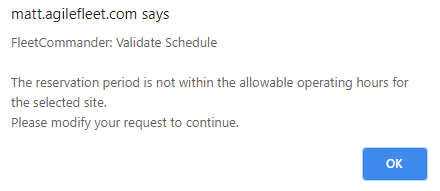 matt.agilefleet.com says
FleetCommander: Validate Schedule
The reservation period is not within the allowable operating hours for
the selected site.
Please modify your request to continue.
OK